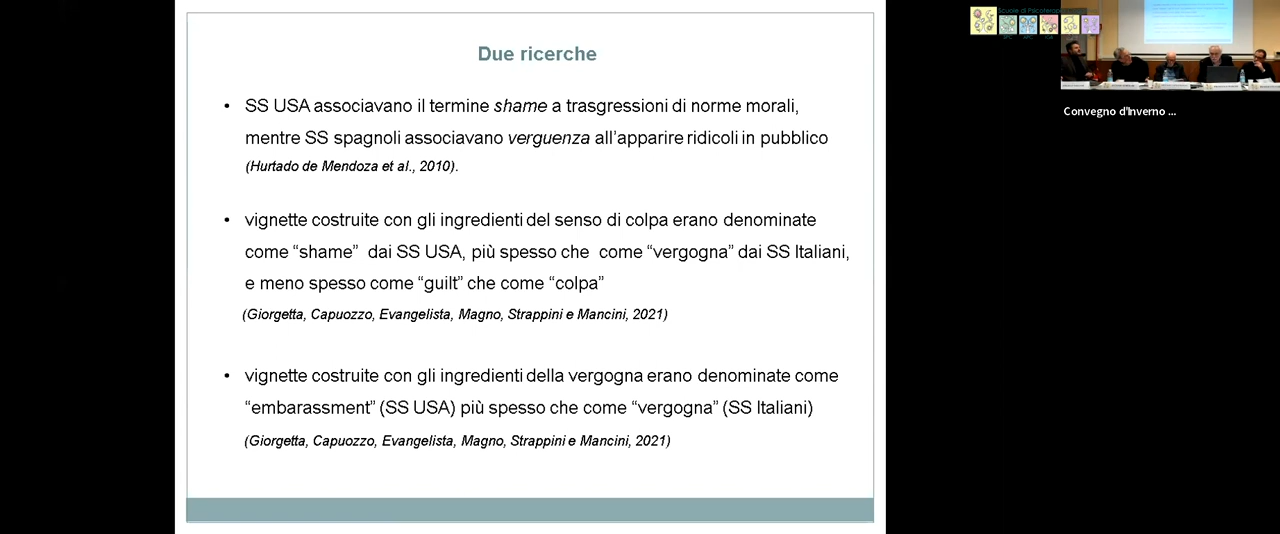 Due ricerche
• SS USA associavano il termine shame a trasgressioni di norme morali,
mentre SS spagnoli associavano verguenza all'apparire ridicoli in pubblico
(Hurtado de Mendoza et al., 2010).
• vignette costruite con gli ingredienti del senso di colpa erano denominate
come “shame” dai SS USA, più spesso che come “vergogna” dai SS Italiani,
e meno spesso come “guilt” che come “colpa”
(Giorgetta, Capuozzo, Evangelista, Magno, Strappini e Mancini, 2021)
• vignette costruite con gli ingredienti della vergogna erano denominate come
“embarassment” (SS USA) più spesso che come “vergogna” (SS Italiani)
(Giorgetta, Capuozzo, Evangelista, Magno, Strappini e Mancini, 2021)
Scuole di Psicoterapia
Convegno d'Inverno ...